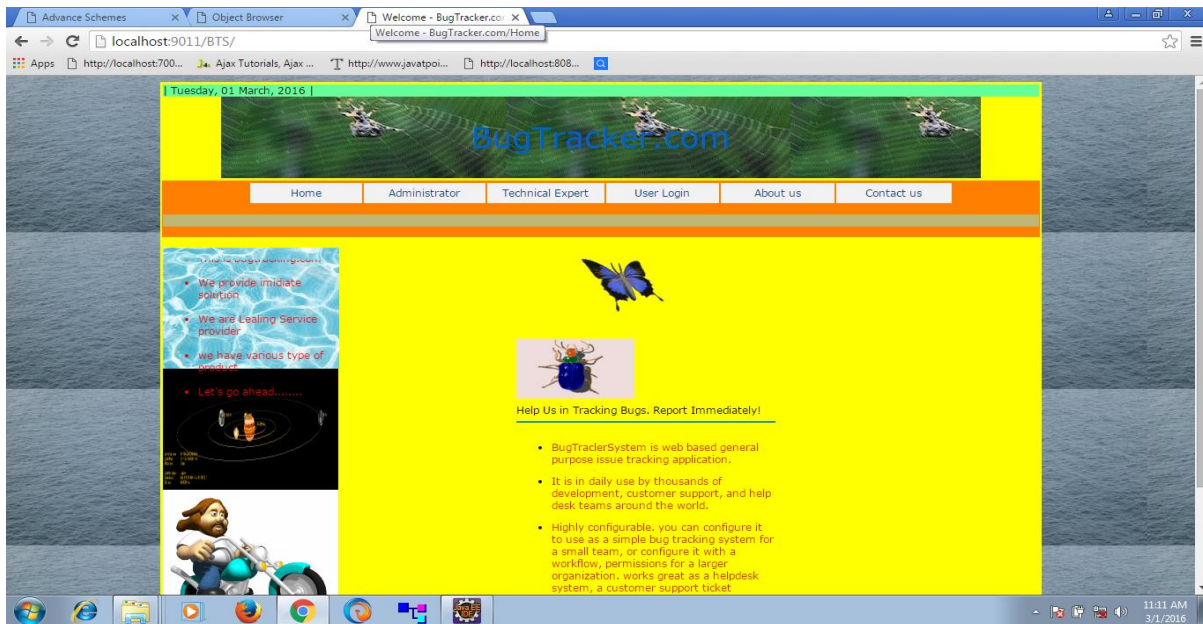 Advance Schemes
Object Browser
Welcome - BugTracker.co
Welcome - BugTracker.com/Home
localhost:9011/BTS/
Apps
http://localhost:700...
Ajax Tutorials, Ajax ...
http://www.javatpoi...
http://localhost:808...
| Tuesday, 01 March, 2016 |
BugTracker.com
Home
Administrator
Technical Expert
User Login
About us
Contact us
This is bugtracking.com
• We provide imidiate
solution
• We are Lealing Service
provider
• we have various type of
product
• Let's go ahead........
Help Us in Tracking Bugs. Report Immediately!
• BugTraclerSystem is web based general
purpose issue tracking application.
• It is in daily use by thousands of
development, customer support, and help
desk teams around the world.
• Highly configurable. you can configure it
to use as a simple bug tracking system for
a small team, or configure it with a
workflow, permissions for a larger
organization. works great as a helpdesk
system, a customer support ticket
Java EE
IDE
11:11 AM
3/1/2016